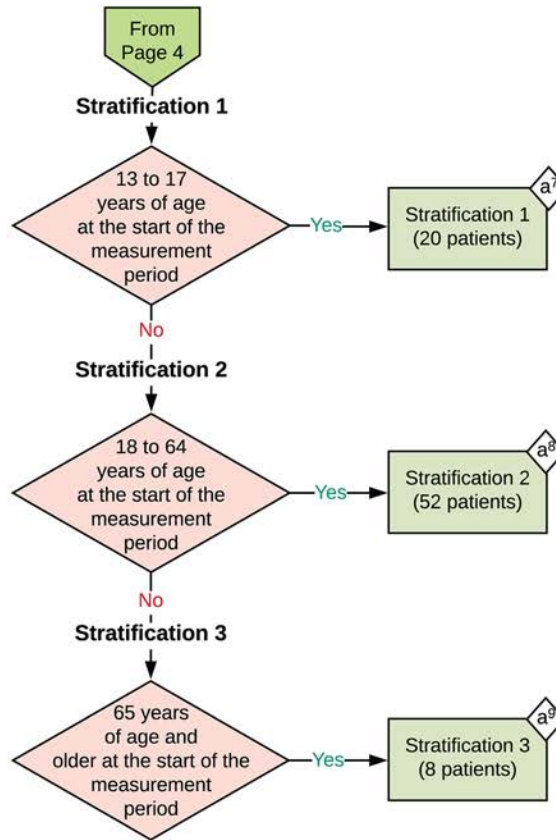 From
Page 4
Stratification 1
13 to 17
years of age
at the start of the
measurement
period
Yes
a⁷
Stratification 1
(20 patients)
No
Stratification 2
18 to 64
years of age
at the start of the
measurement
period
Yes
a⁸
Stratification 2
(52 patients)
No
Stratification 3
65 years
of age and
older at the start of the
measurement
period
Yes
a⁹
Stratification 3
(8 patients)